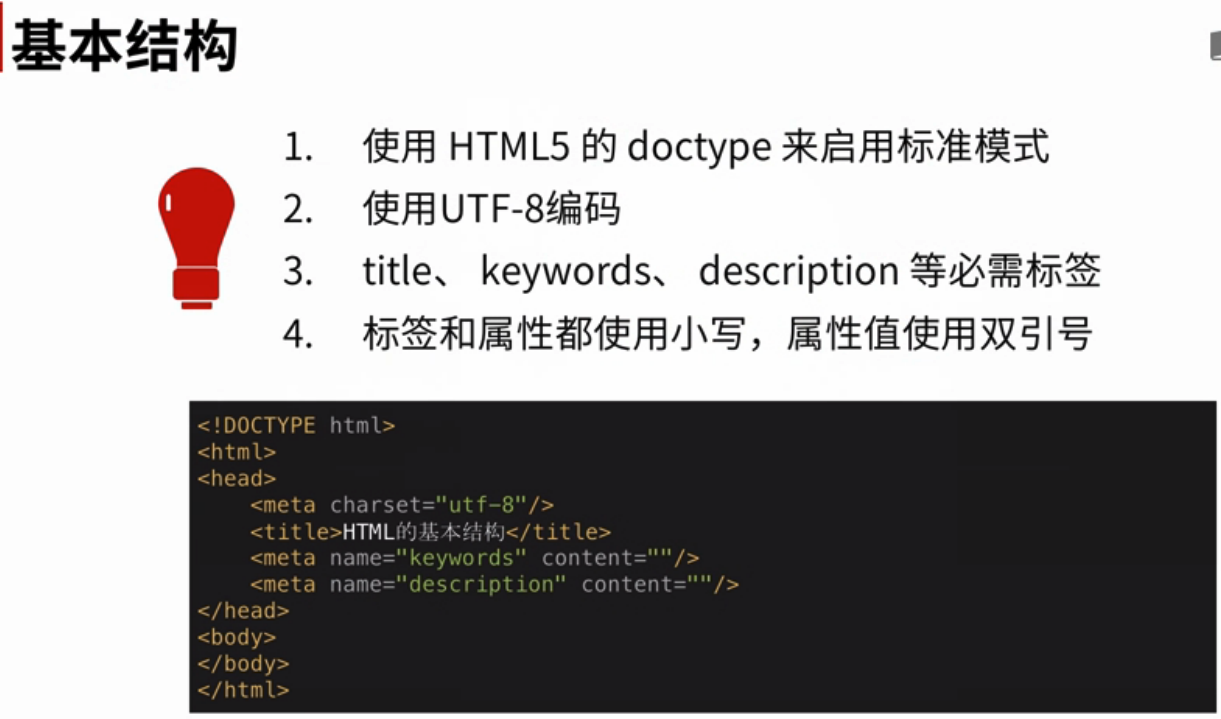 基本结构
1. 使用 HTML5 的 doctype 来启用标准模式
2. 使用UTF-8编码
3. title、 keywords、 description 等必需标签
4. 标签和属性都使用小写，属性值使用双引号
<!DOCTYPE html>
<html>
<head>
    <meta charset="utf-8"/>
    <title>HTML的基本结构</title>
    <meta name="keywords" content=""/>
    <meta name="description" content=""/>
</head>
<body>
</body>
</html>